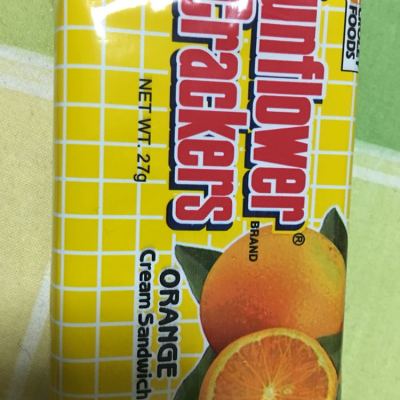 FOODS
unflower®
Crackers
BRAND
NET WT. 27g
ORANGE
Cream Sandwich